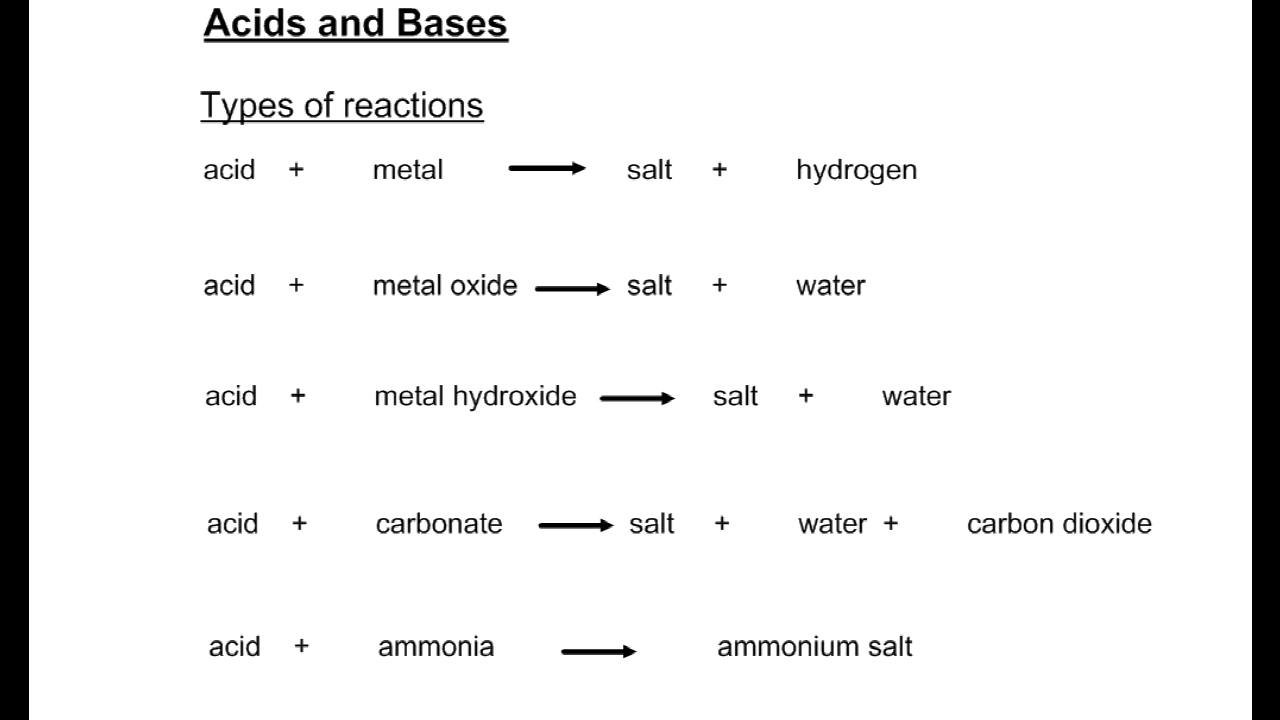 Acids and Bases
Types of reactions
acid + metal → salt + hydrogen
acid + metal oxide → salt + water
acid + metal hydroxide → salt + water
acid + carbonate → salt + water + carbon dioxide
acid + ammonia → ammonium salt